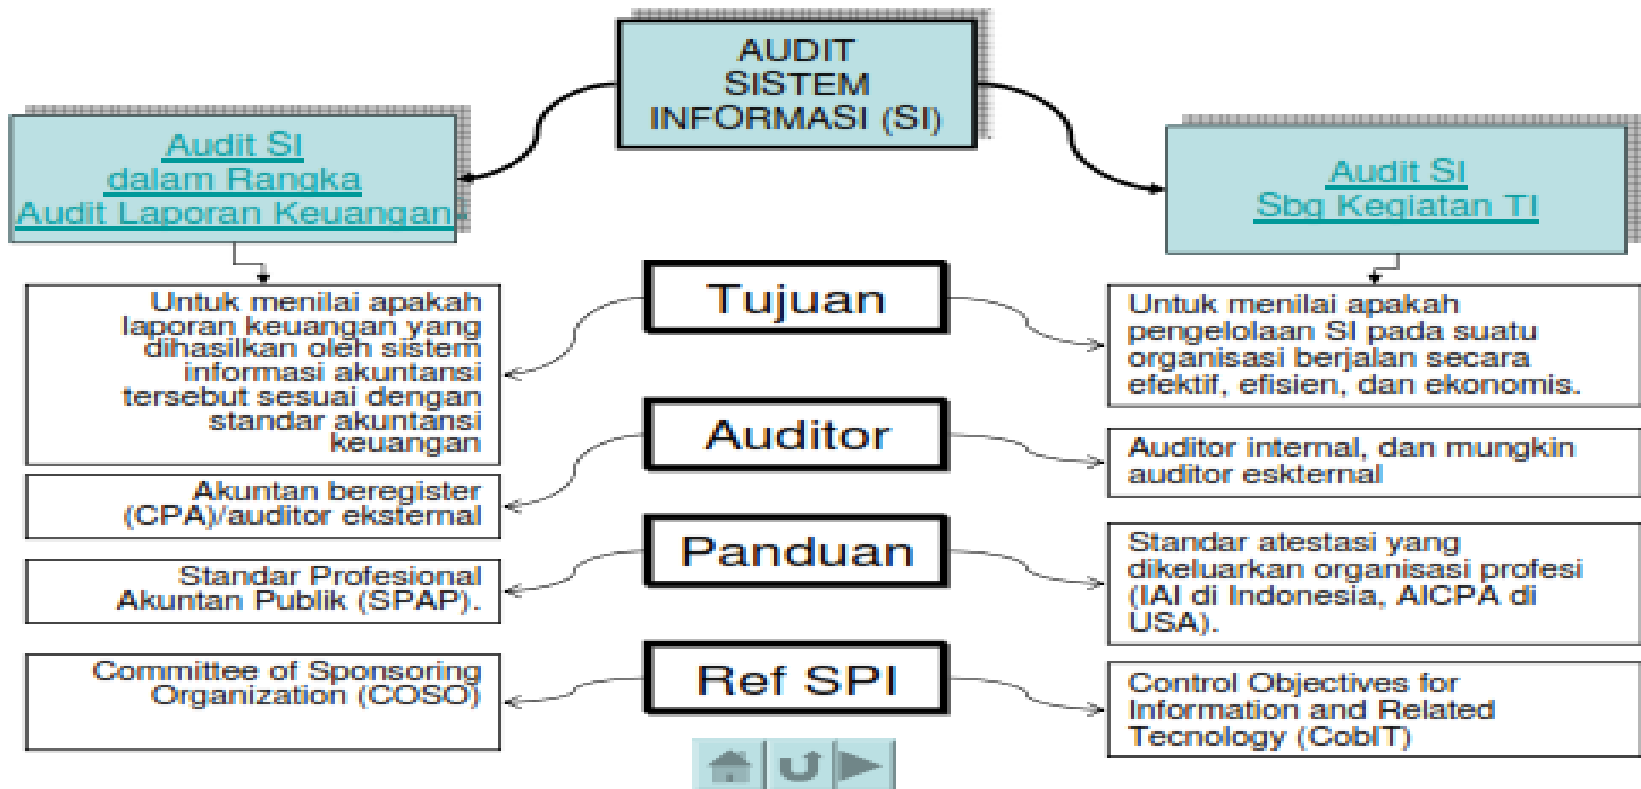 AUDIT
SISTEM
INFORMASI (SI)
Audit SI
dalam Rangka
Audit Laporan Keuangan.
Audit SI
Sbg Kegiatan TI
Tujuan
Untuk menilai apakah
laporan keuangan yang
dihasilkan oleh sistem
informasi akuntansi
tersebut sesuai dengan
standar akuntansi
keuangan
Untuk menilai apakah
pengelolaan SI pada suatu
organisasi berjalan secara
efektif, efisien, dan ekonomis.
Auditor
Akuntan beregister
(CPA)/auditor eksternal
Auditor internal, dan mungkin
auditor eskternal
Panduan
Standar Profesional
Akuntan Publik (SPAP).
Standar atestasi yang
dikeluarkan organisasi profesi
(IAI di Indonesia, AICPA di
USA).
Ref SPI
Committee of Sponsoring
Organization (COSO)
Control Objectives for
Information and Related
Tecnology (CobIT)